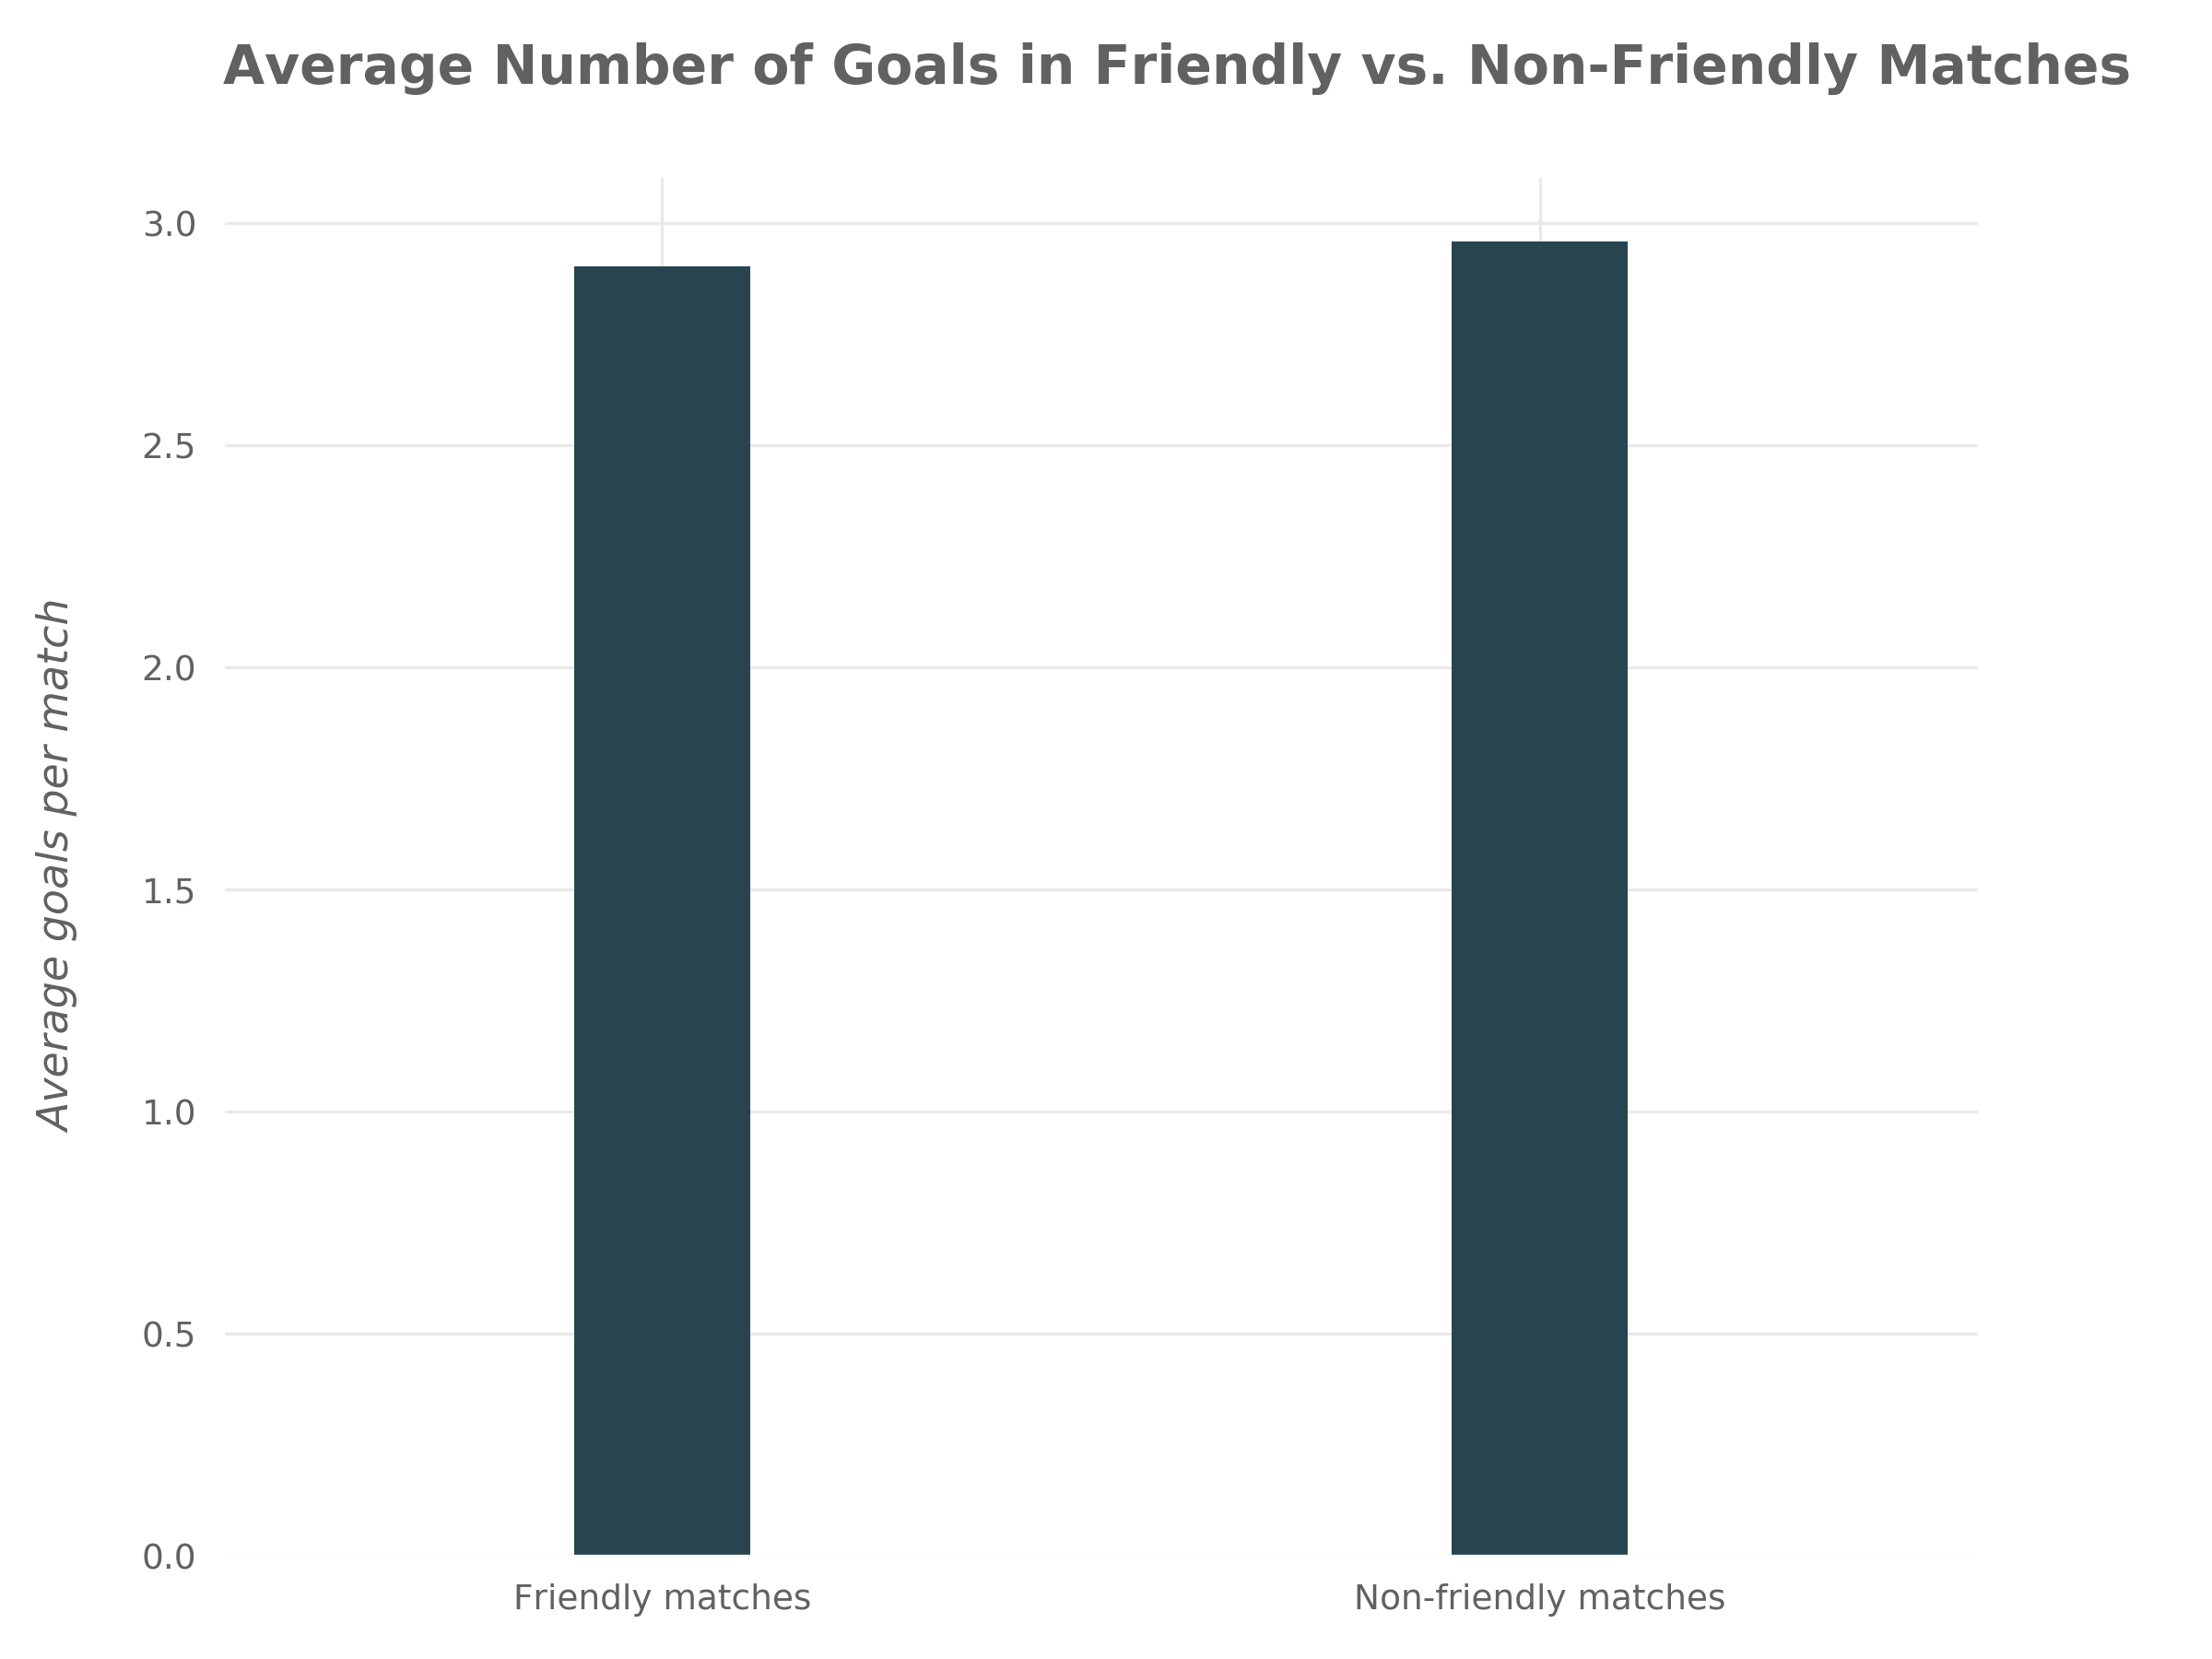 Average Number of Goals in Friendly vs. Non-Friendly Matches
Average goals per match
3.0
2.5
2.0
1.5
1.0
0.5
0.0
Friendly matches
Non-friendly matches